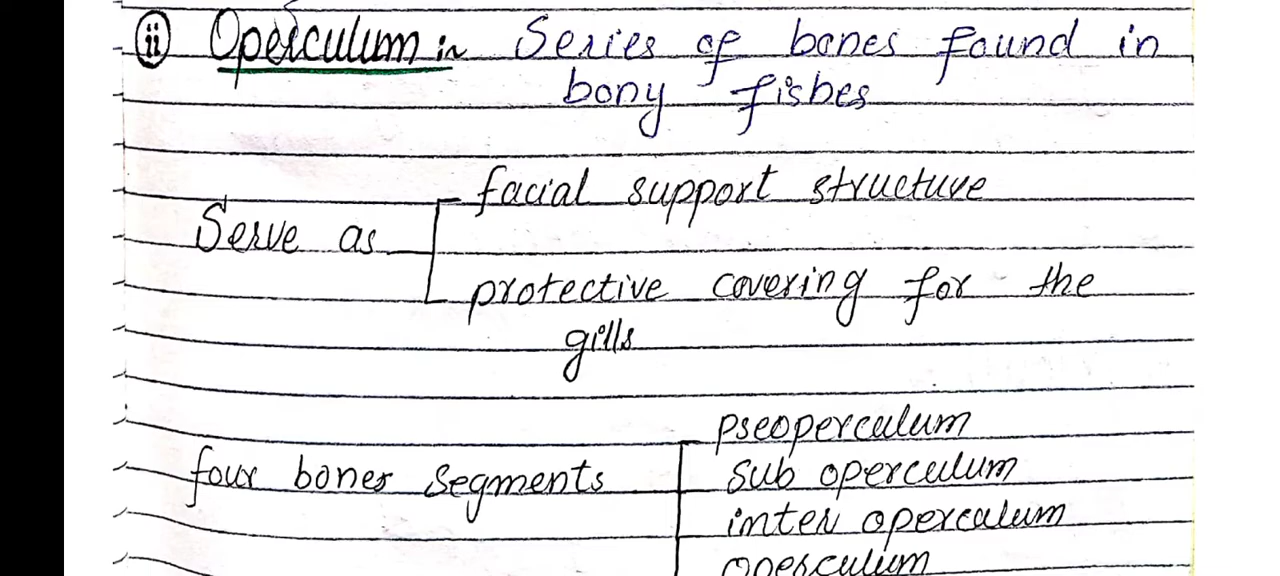 (ii) Operculum :- Series of bones found in
bony fishes
facial support structure
Serve as
protective covering for the
gills
pseoperculum
four bones segments
sub operculum
inter operculum
operculum